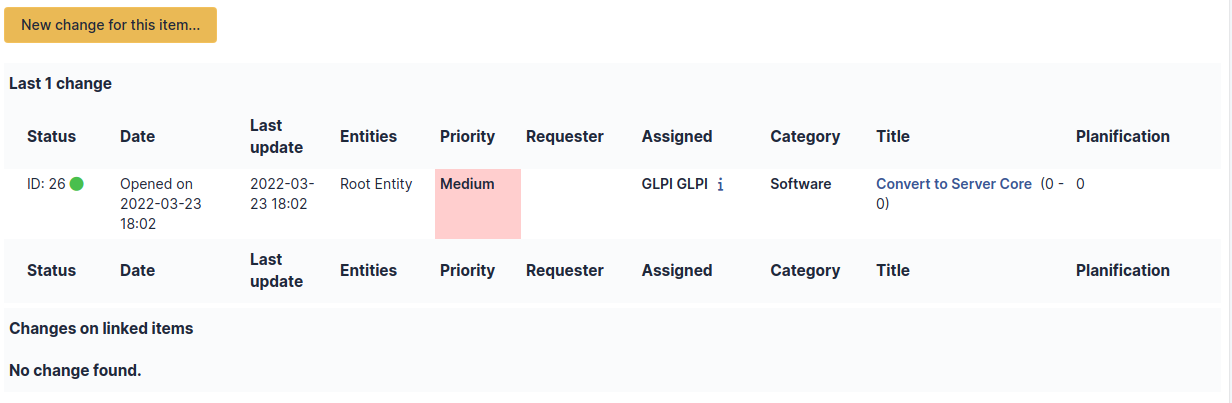 New change for this item...
Last 1 change
Status Date Last update Entities Priority Requester Assigned Category Title Planification
ID: 26 Opened on 2022-03-23 18:02 2022-03-23 18:02 Root Entity Medium GLPI GLPI i Software Convert to Server Core (0 - 0) 0
Status Date Last update Entities Priority Requester Assigned Category Title Planification
Changes on linked items
No change found.